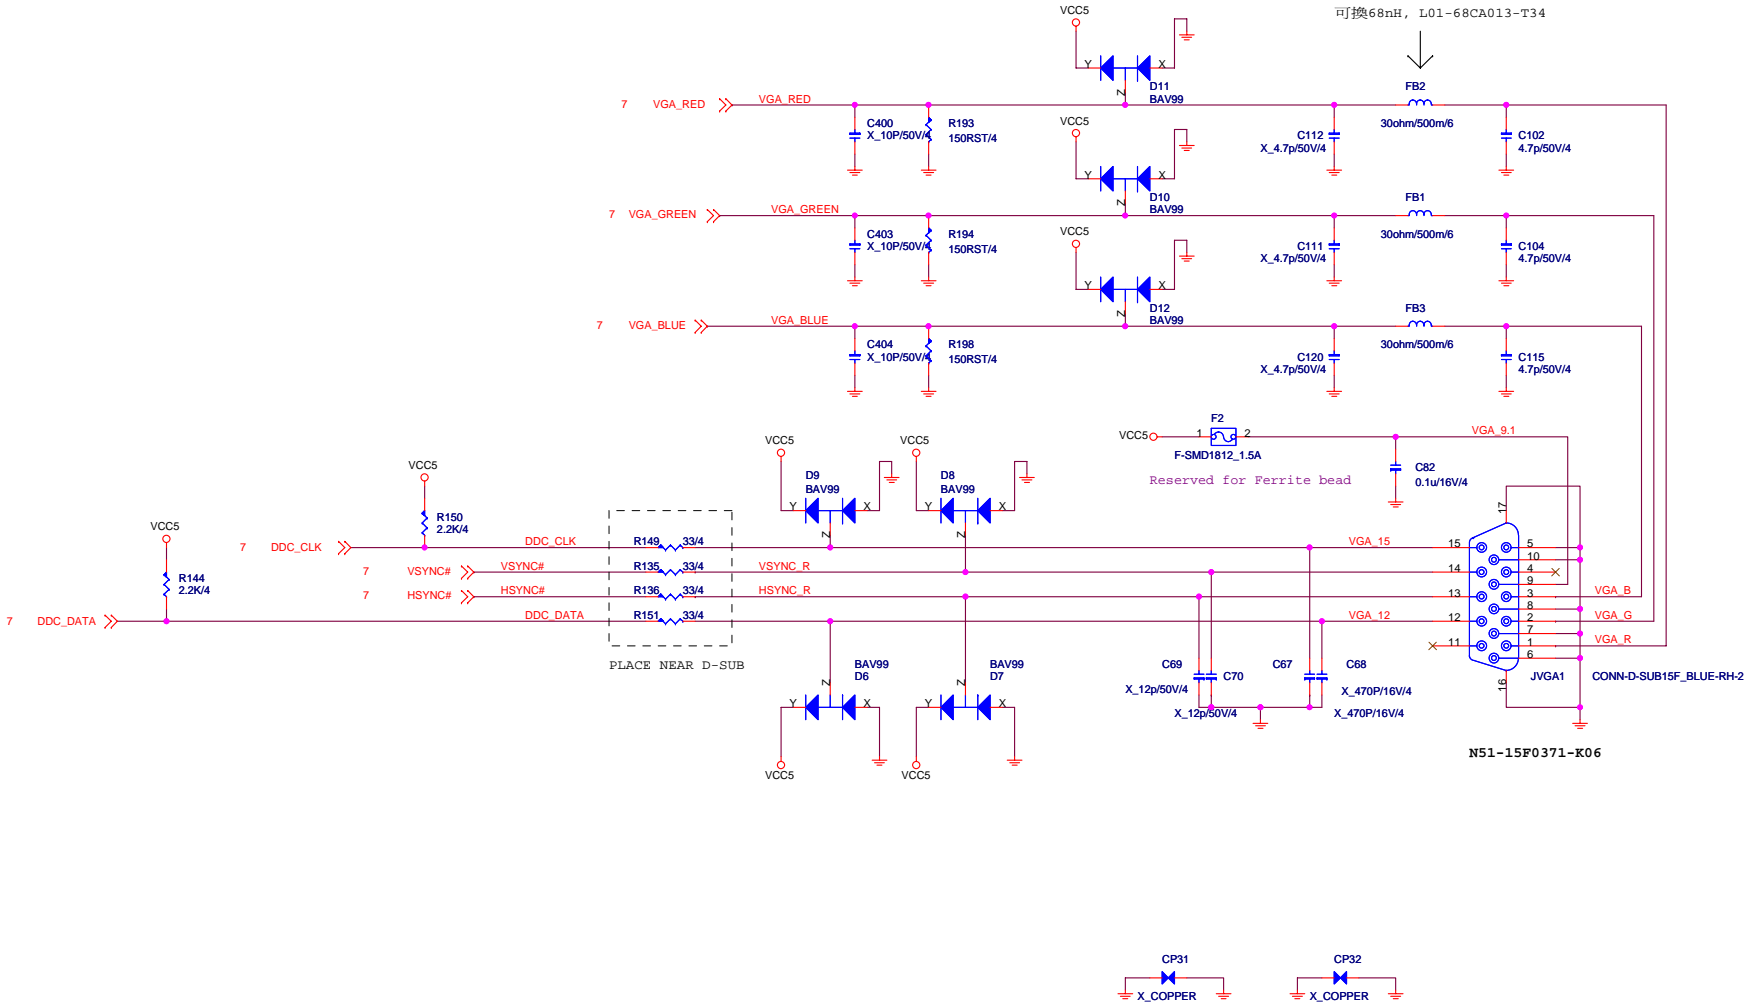 可換68nH, L01-68CA013-T34
VCC5
Y
X
Z
D11
BAV99
FB2
7 VGA_RED
VGA_RED
C400
X_10P/50V/4
R193
150RST/4
VCC5
C112
X_4.7p/50V/4
30ohm/500m/6
C102
4.7p/50V/4
Y
X
Z
D10
BAV99
FB1
7 VGA_GREEN
VGA_GREEN
C403
X_10P/50V/4
R194
150RST/4
VCC5
C111
X_4.7p/50V/4
30ohm/500m/6
C104
4.7p/50V/4
Y
X
Z
D12
BAV99
FB3
7 VGA_BLUE
VGA_BLUE
C404
X_10P/50V/4
R198
150RST/4
C120
X_4.7p/50V/4
30ohm/500m/6
C115
4.7p/50V/4
F2
VCC5
1
2
VGA_9.1
F-SMD1812_1.5A
Reserved for Ferrite bead
C82
0.1u/16V/4
VCC5
D9
BAV99
Y
X
Z
VCC5
D8
BAV99
Y
X
Z
VCC5
R150
2.2K/4
VCC5
R144
2.2K/4
7 DDC_CLK
DDC_CLK
R149
33/4
VGA_15
7 VSYNC#
VSYNC#
R135
33/4
VSYNC_R
7 HSYNC#
HSYNC#
R136
33/4
HSYNC_R
7 DDC_DATA
DDC_DATA
R151
33/4
VGA_12
PLACE NEAR D-SUB
17
15
14
13
12
11
5
10
4
9
3
8
2
7
1
6
16
VGA_B
VGA_G
VGA_R
JVGA1
CONN-D-SUB15F_BLUE-RH-2
N51-15F0371-K06
BAV99
D6
Y
X
Z
VCC5
BAV99
D7
Y
X
Z
VCC5
C69
X_12p/50V/4
C70
X_12p/50V/4
C67
C68
X_470P/16V/4
X_470P/16V/4
CP31
X_COPPER
CP32
X_COPPER